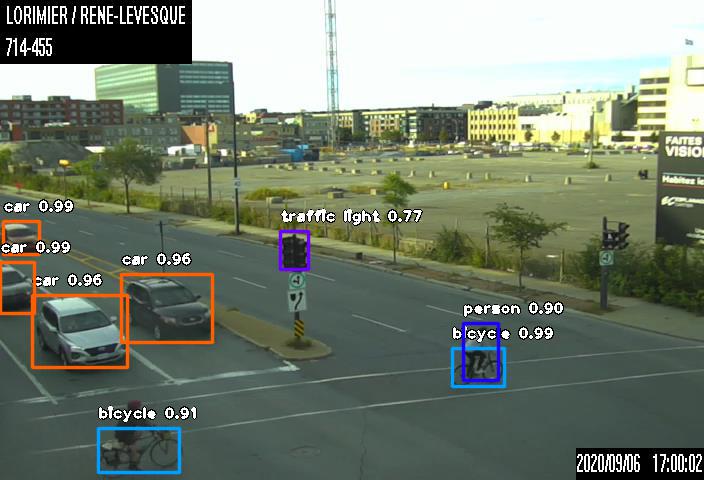 LORIMIER / RENE-LEVESQUE
714-455
car 0.99
car 0.99
car 0.96
car 0.96
traffic light 0.77
person 0.90
bicycle 0.99
bicycle 0.91
FAITES
VISION
2020/09/06 17:00:02